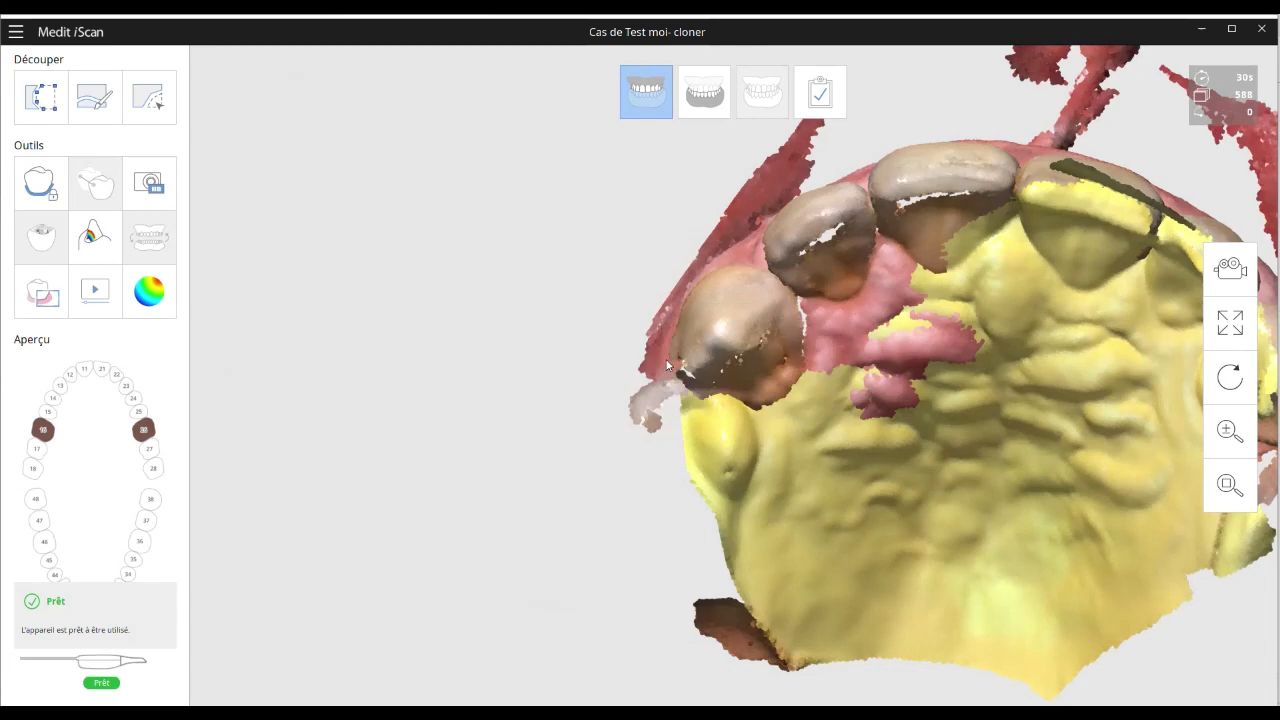 Medit iScan
Cas de Test moi- cloner
Découper
30s
588
0
Outils
Aperçu
11 21
12 22
13 23
14 24
15 25
16 26
17 27
18 28
48 38
47 37
46 36
45 35
44 34
Prêt
L'appareil est prêt à être utilisé.
Prêt